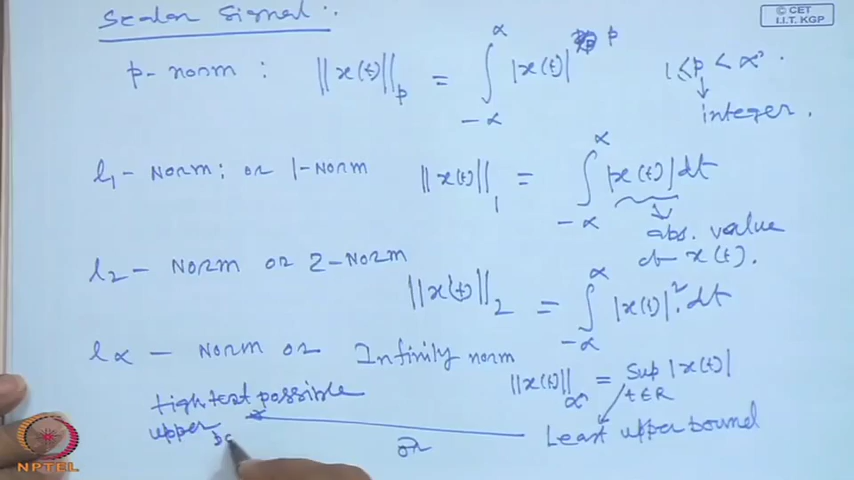 © CET
I.I.T. KGP
Scalar Signal :
p-norm : ||x(t)||p = ∫_{-∞}^{∞} |x(t)|^p 1 ≤ p < ∞ .
integer .
l1 - Norm : or 1-Norm ||x(t)||1 = ∫_{-∞}^{∞} |x(t)| dt
abs. value
of x(t).
l2 - Norm or 2-Norm ||x(t)||2 = ∫_{-∞}^{∞} |x(t)|^2 . dt
l∞ - Norm or Infinity norm ||x(t)||∞ = Sup |x(t)|
t ∈ R
tightest possible
upper or Least upper bound
NPTEL